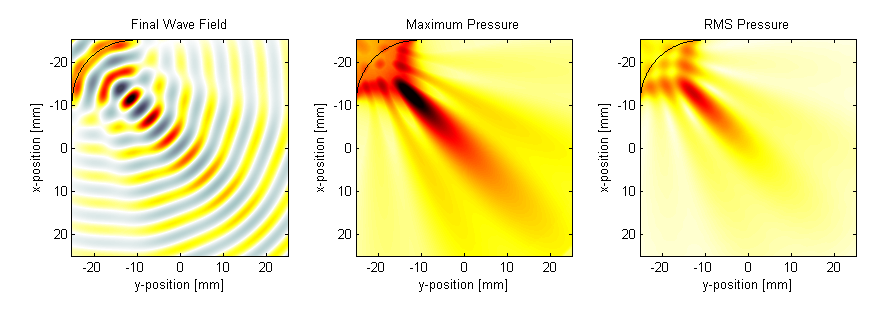 Final Wave Field
-20
-10
0
10
20
x-position [mm]
-20 -10 0 10 20
y-position [mm]
Maximum Pressure
-20
-10
0
10
20
x-position [mm]
-20 -10 0 10 20
y-position [mm]
RMS Pressure
-20
-10
0
10
20
x-position [mm]
-20 -10 0 10 20
y-position [mm]